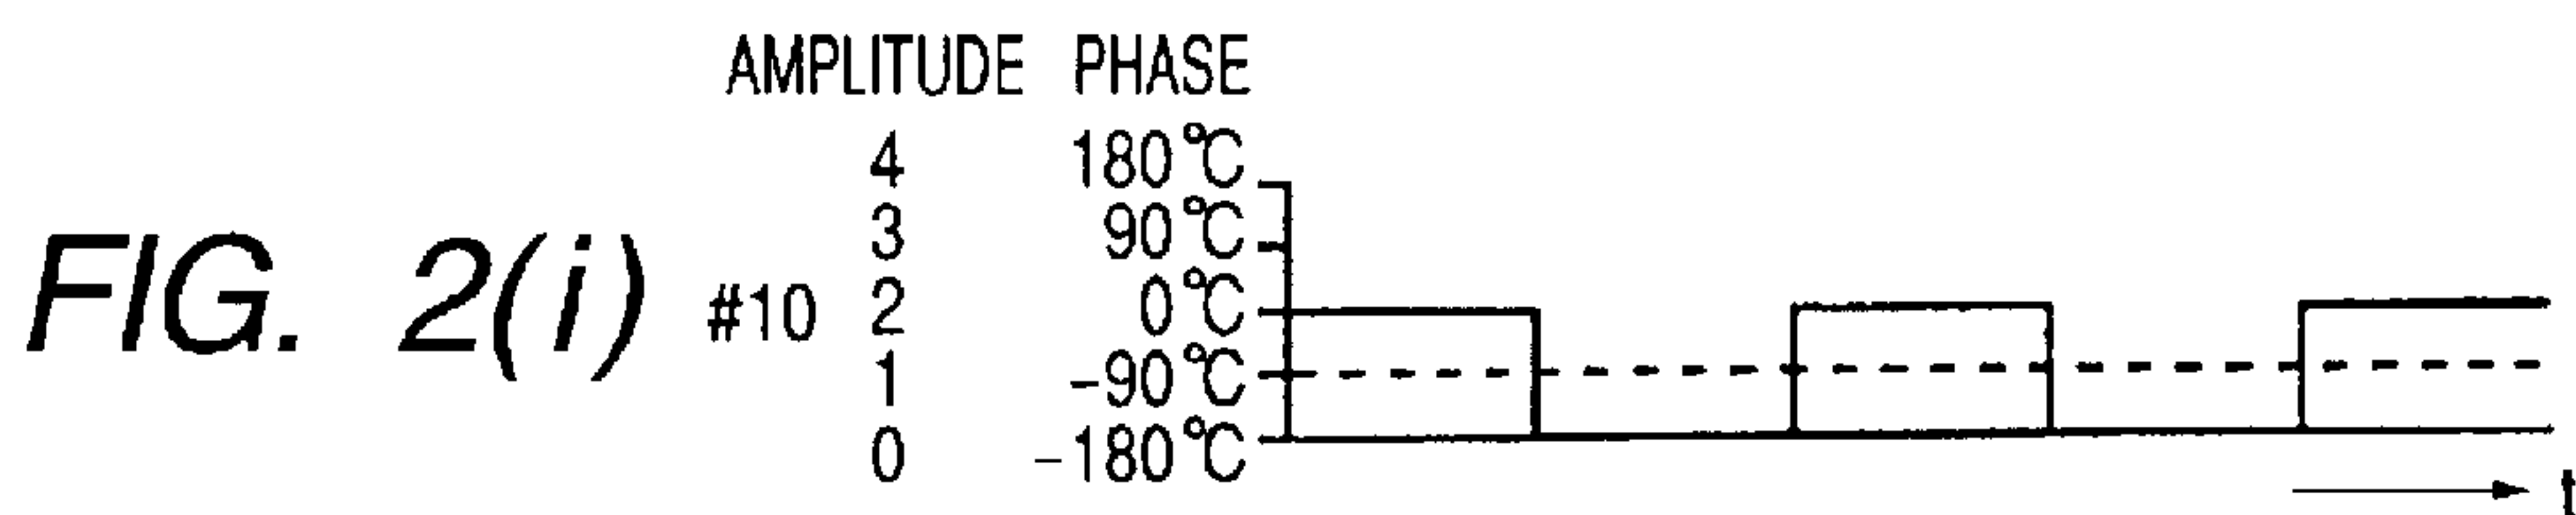 AMPLITUDE PHASE
4 180℃
3 90℃
FIG. 2(i) #10 2 0℃
1 -90℃
0 -180℃
t